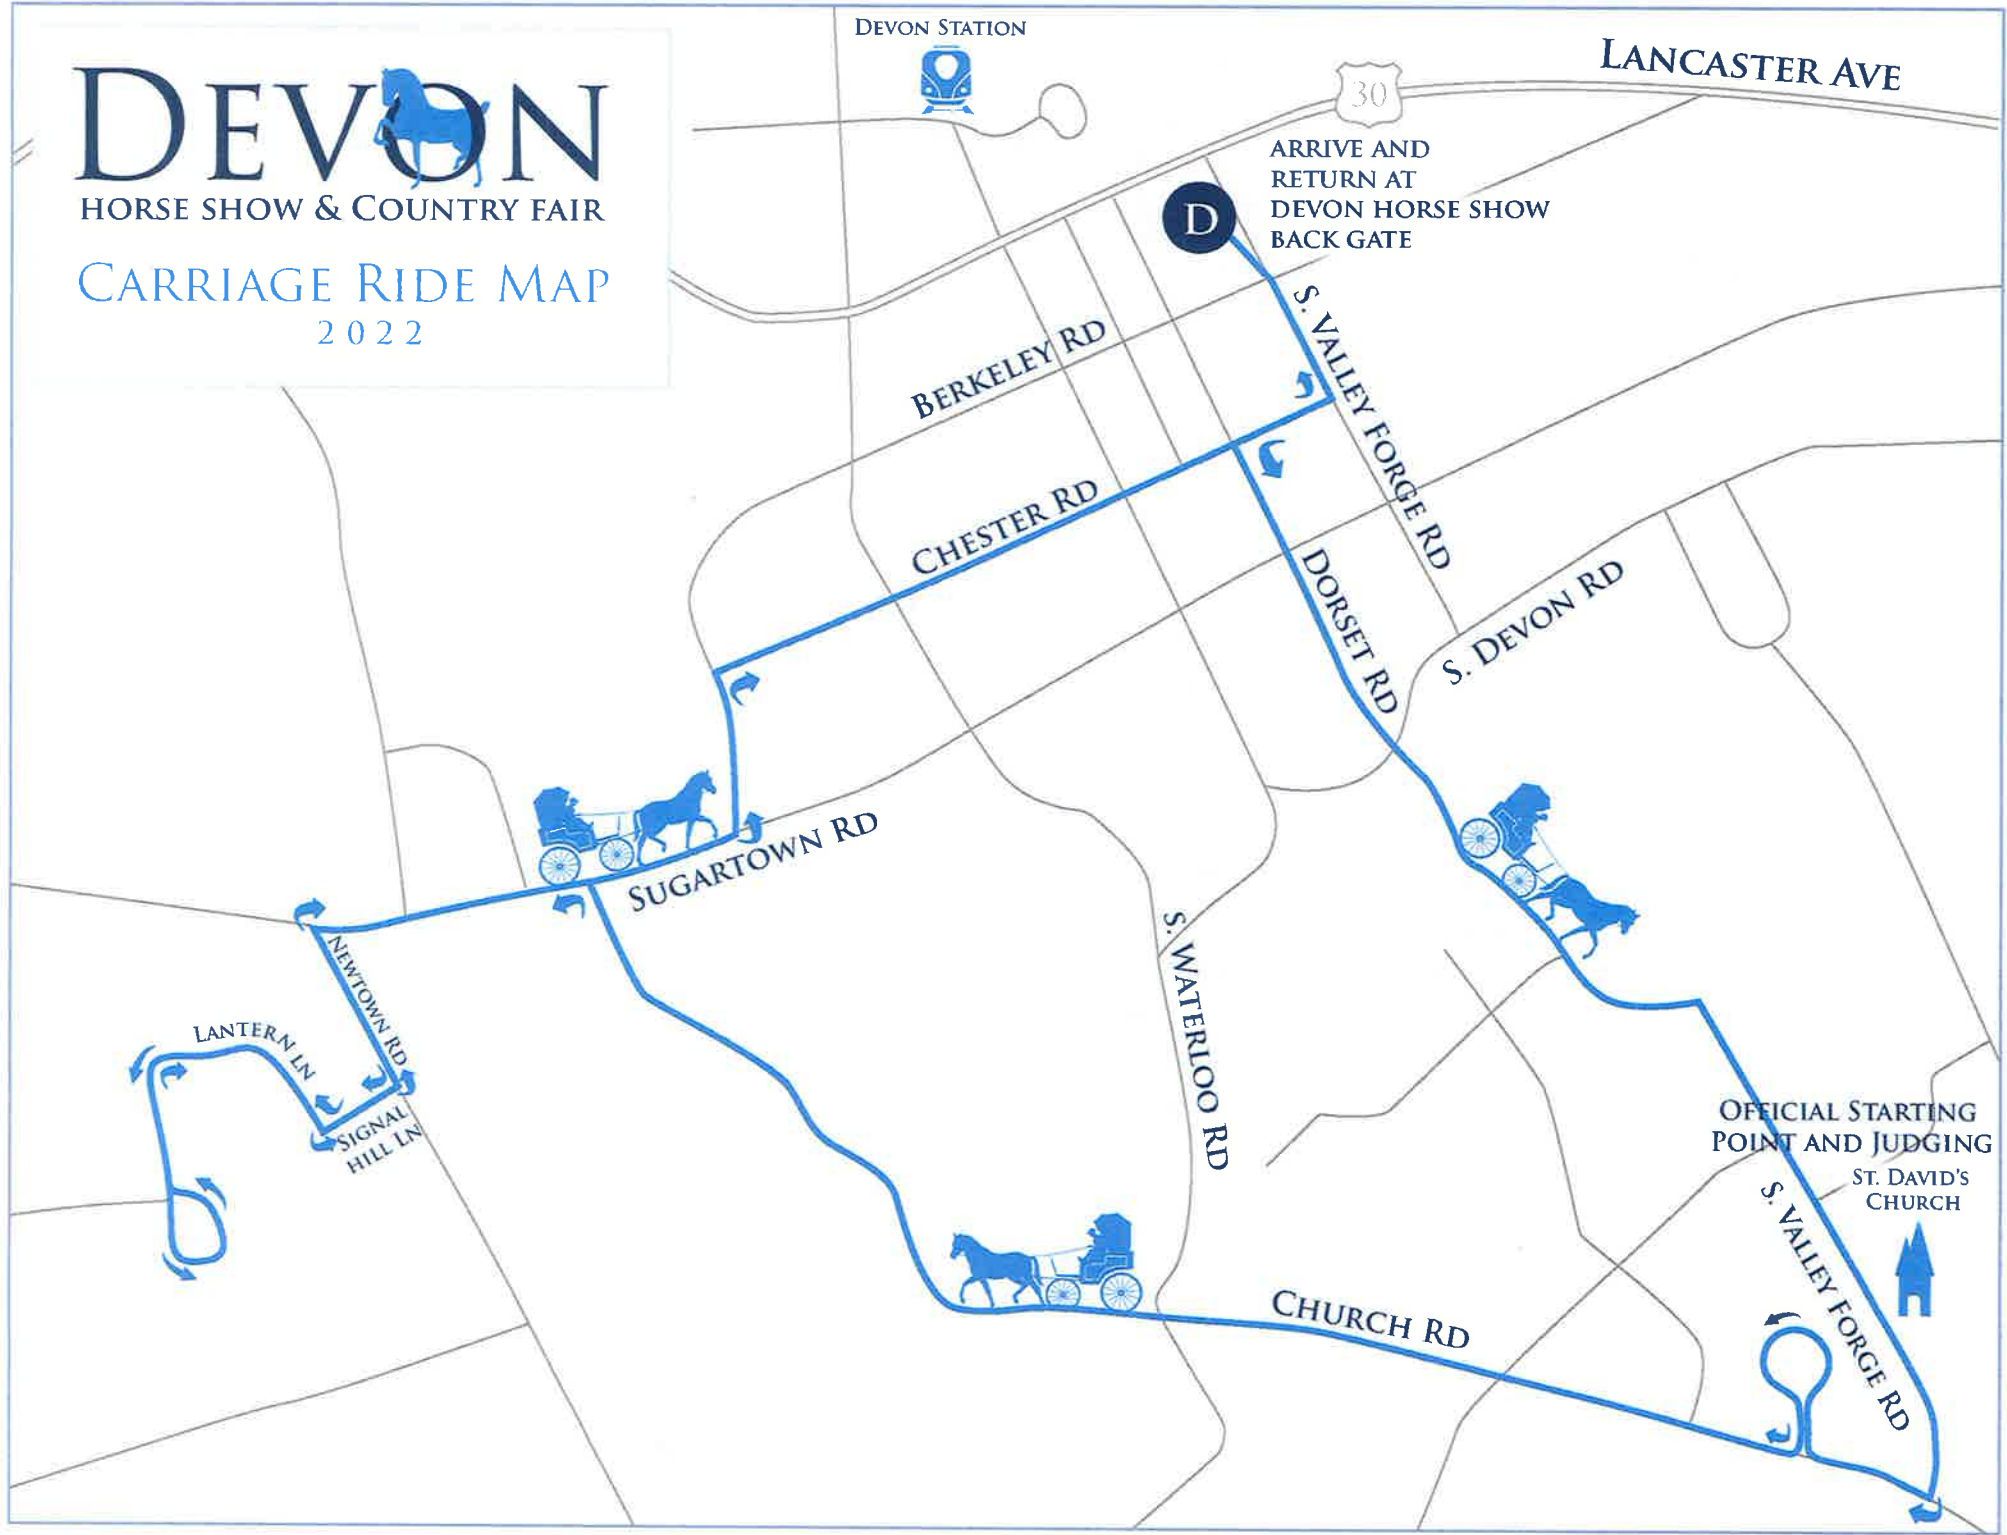 DEVON
HORSE SHOW & COUNTRY FAIR
CARRIAGE RIDE MAP
2022
DEVON STATION
LANCASTER AVE
30
ARRIVE AND
RETURN AT
DEVON HORSE SHOW
BACK GATE
D
S. VALLEY FORGE RD
BERKELEY RD
CHESTER RD
DORSET RD
S. DEVON RD
SUGARTOWN RD
NEWTOWN RD
LANTERN LN
SIGNAL
HILL LN
S. WATERLOO RD
OFFICIAL STARTING
POINT AND JUDGING
ST. DAVID'S
CHURCH
S. VALLEY FORGE RD
CHURCH RD